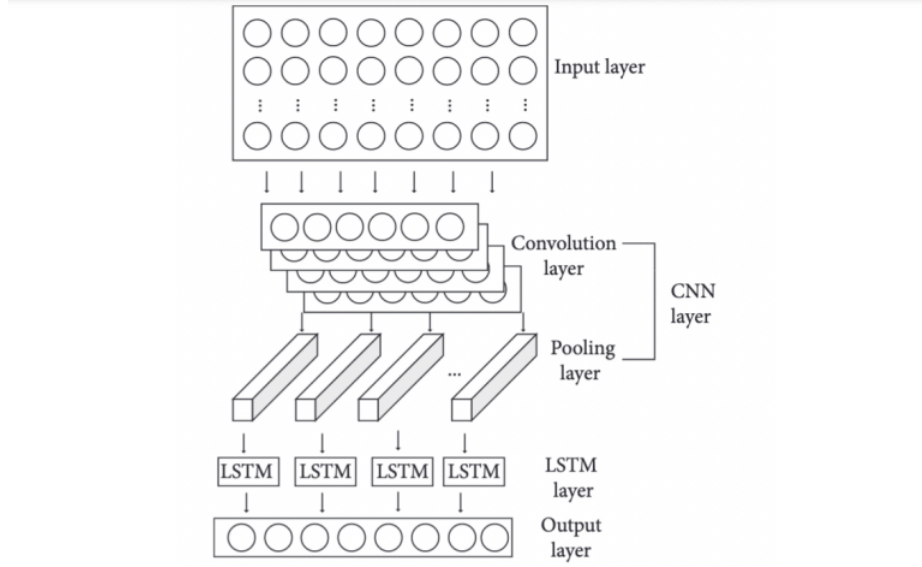 Input layer
Convolution
layer
CNN
layer
Pooling
layer
...
LSTM LSTM LSTM LSTM
LSTM
layer
Output
layer